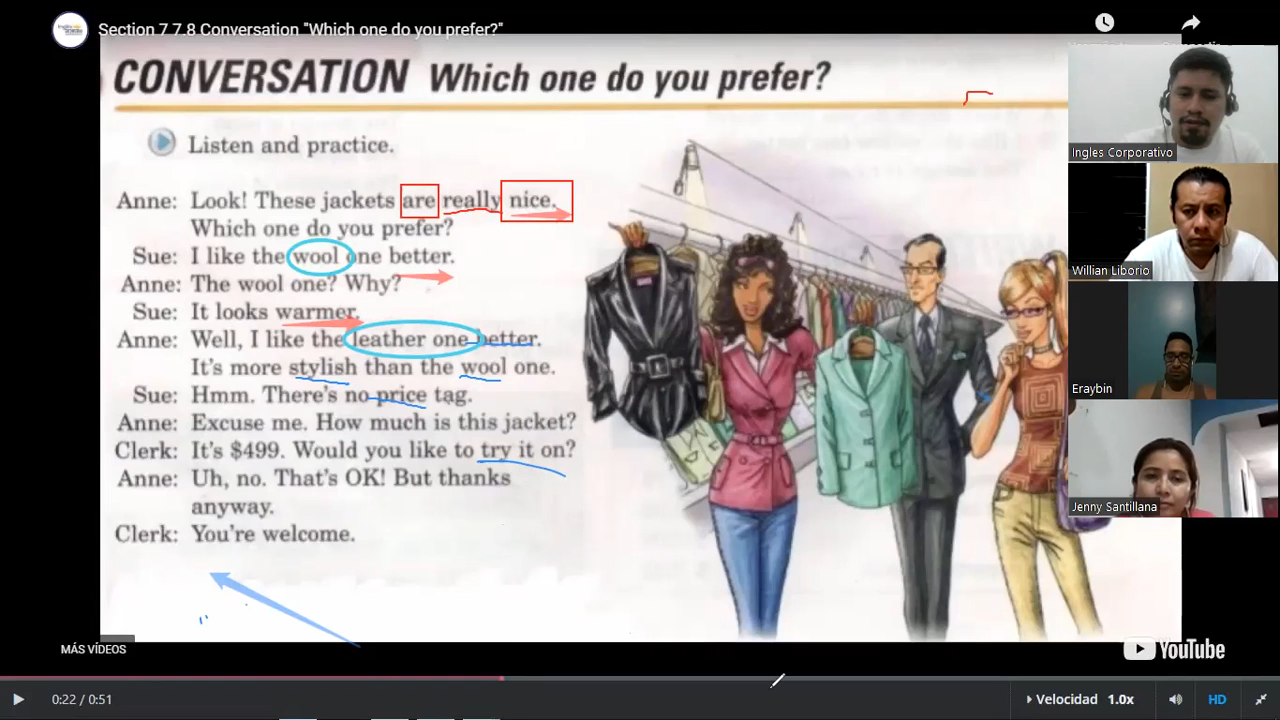 Section 7 7.8 Conversation "Which one do you prefer?"
CONVERSATION Which one do you prefer?
Listen and practice.
Anne: Look! These jackets are really nice.
Which one do you prefer?
Sue: I like the wool one better.
Anne: The wool one? Why?
Sue: It looks warmer.
Anne: Well, I like the leather one better.
It's more stylish than the wool one.
Sue: Hmm. There's no price tag.
Anne: Excuse me. How much is this jacket?
Clerk: It's $499. Would you like to try it on?
Anne: Uh, no. That's OK! But thanks
anyway.
Clerk: You're welcome.
Ingles Corporativo
Willian Liborio
Eraybin
Jenny Santillana
MÁS VÍDEOS
YouTube
0:22 / 0:51
Velocidad 1.0x
HD